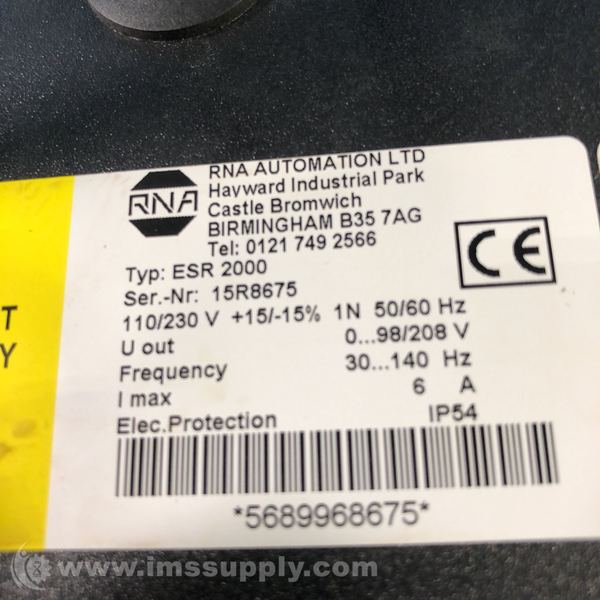 RNA AUTOMATION LTD
Hayward Industrial Park
Castle Bromwich
BIRMINGHAM B35 7AG
Tel: 0121 749 2566
RNA
CE
Typ: ESR 2000
Ser.-Nr: 15R8675
110/230 V +15/-15% 1N 50/60 Hz
U out 0...98/208 V
Frequency 30...140 Hz
I max 6 A
Elec.Protection IP54
*5689968675*
www.imssupply.com